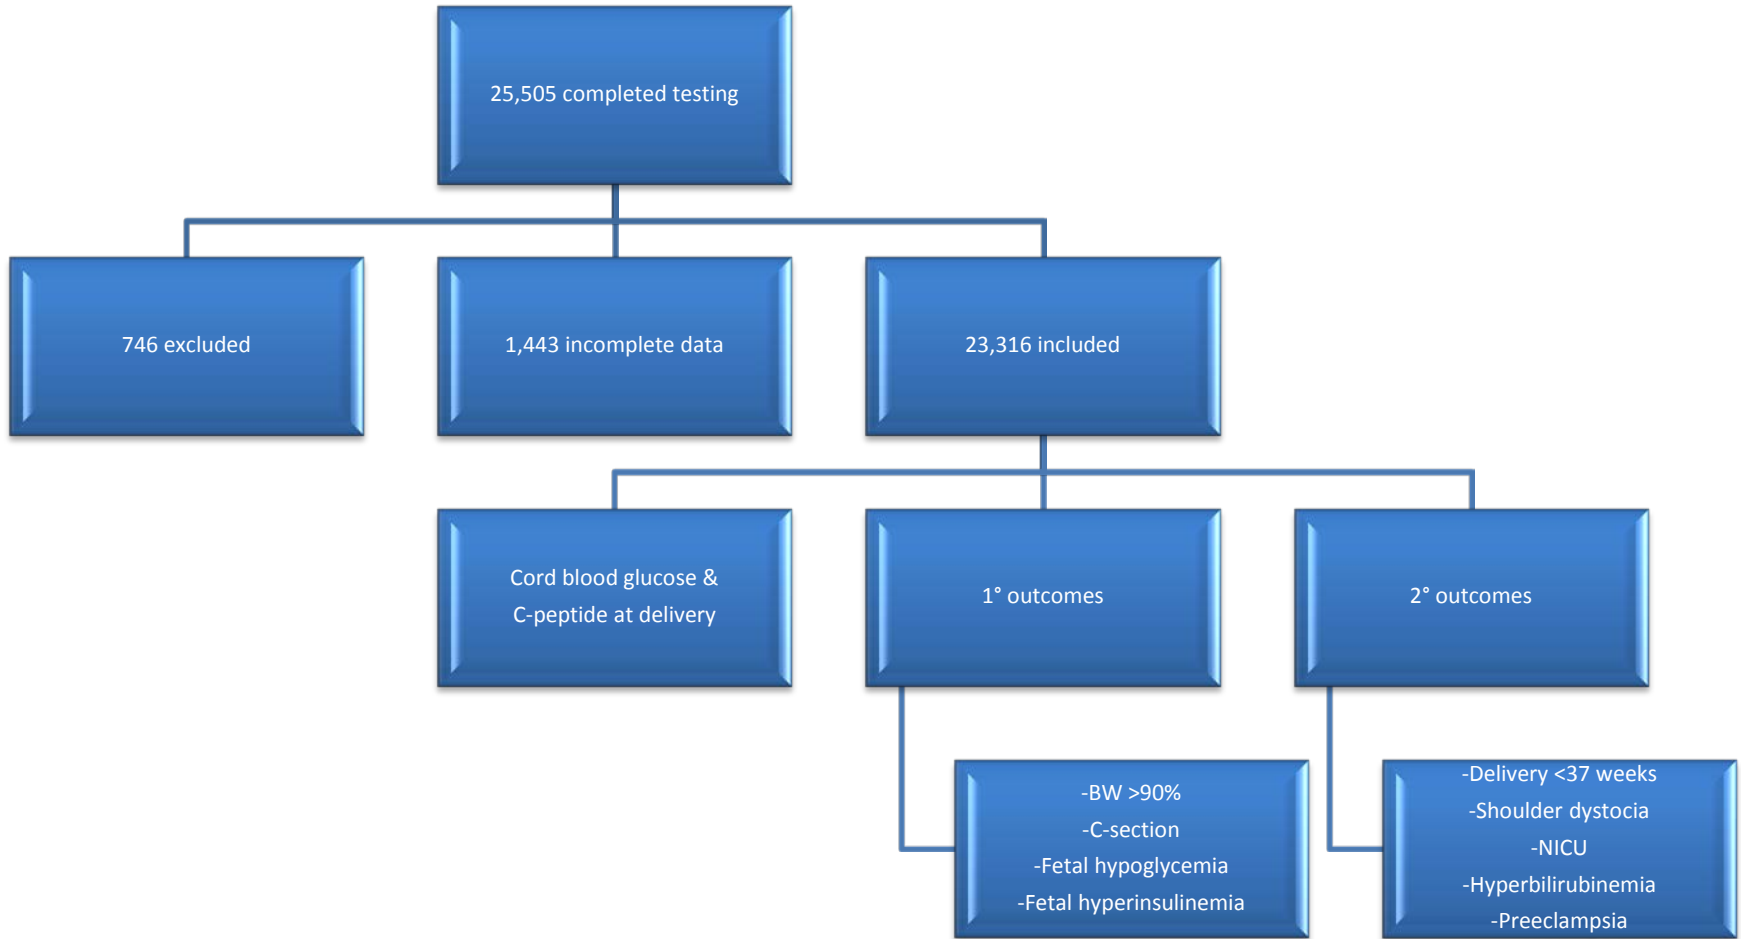 25,505 completed testing
746 excluded
1,443 incomplete data
23,316 included
Cord blood glucose &
C-peptide at delivery
1° outcomes
2° outcomes
-BW >90%
-C-section
-Fetal hypoglycemia
-Fetal hyperinsulinemia
-Delivery <37 weeks
-Shoulder dystocia
-NICU
-Hyperbilirubinemia
-Preeclampsia